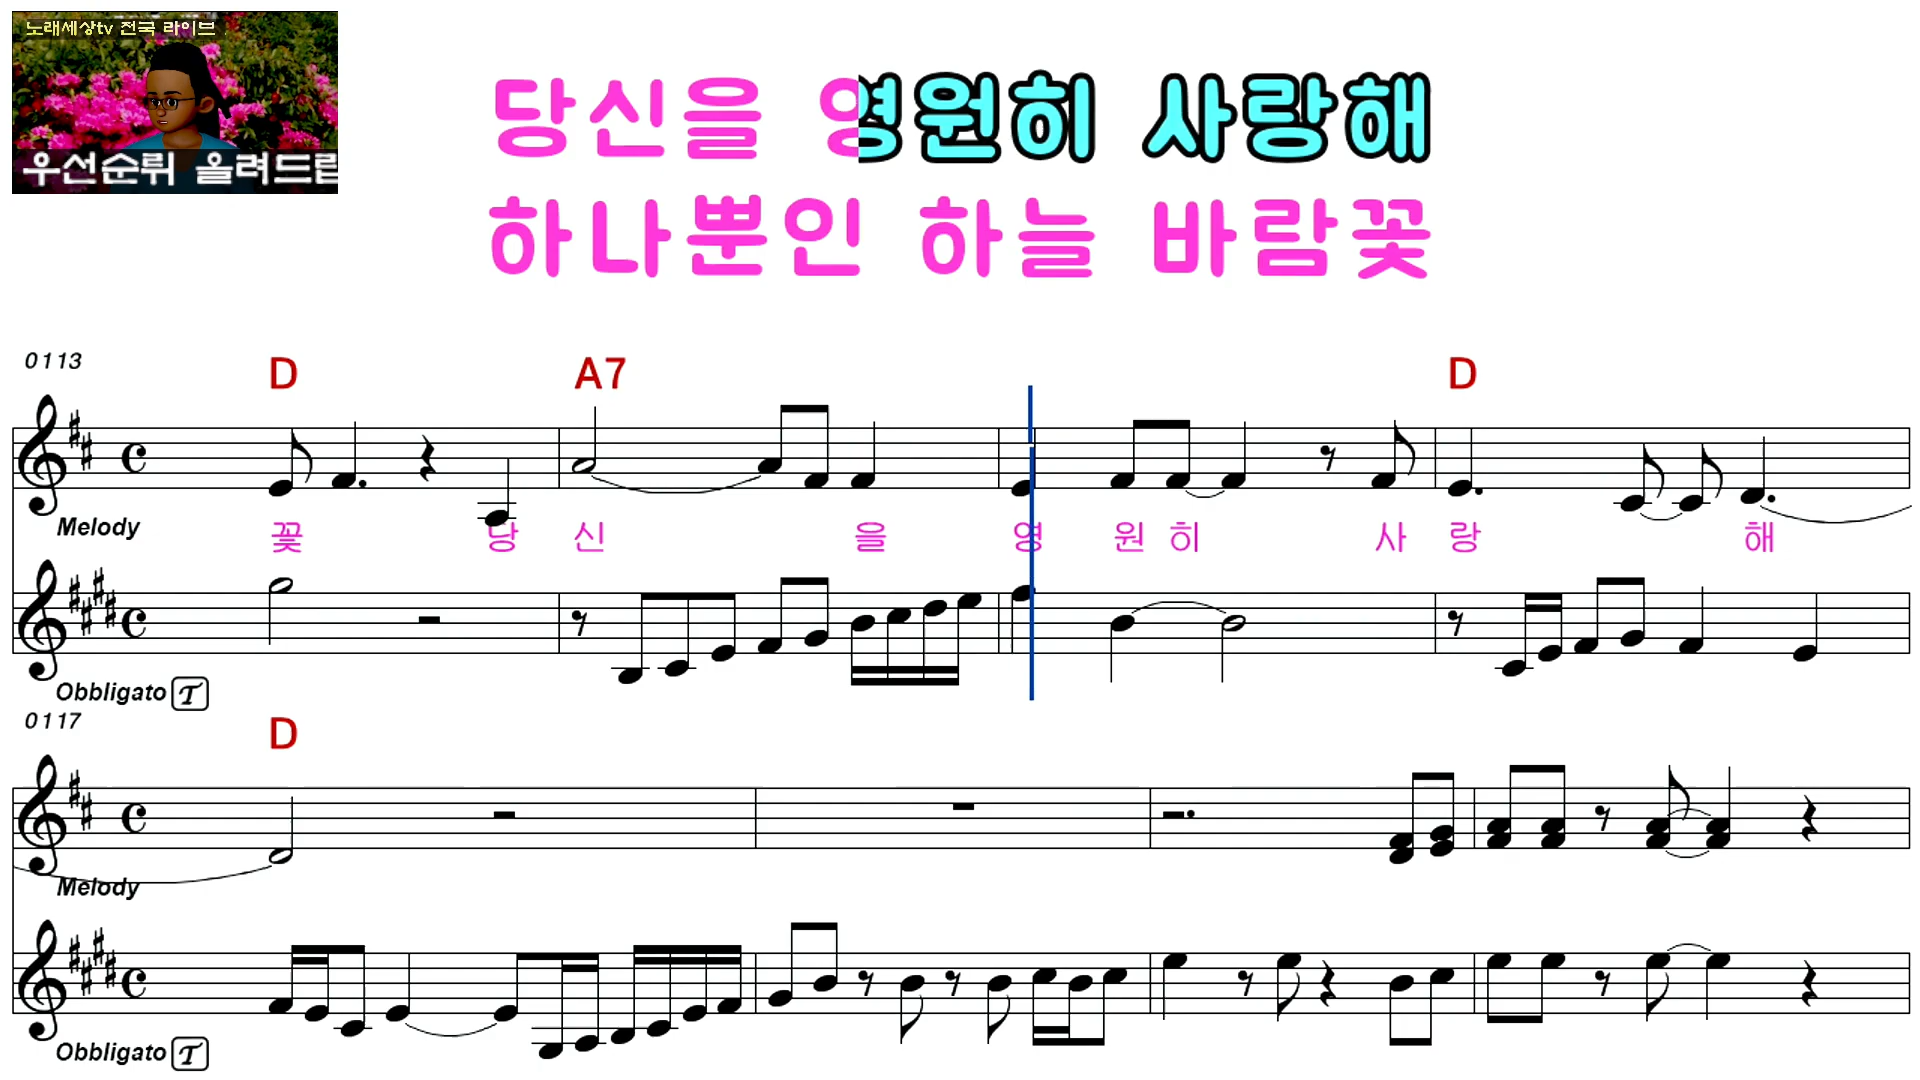 노래세상tv 전국 라이브 .
우선순위 올려드립
당신을 영원히 사랑해
하나뿐인 하늘 바람꽃
0113
D A7 D
Melody
꽃 당 신 을 영 원 히 사 랑 해
Obbligato T
0117
D
Melody
Obbligato T